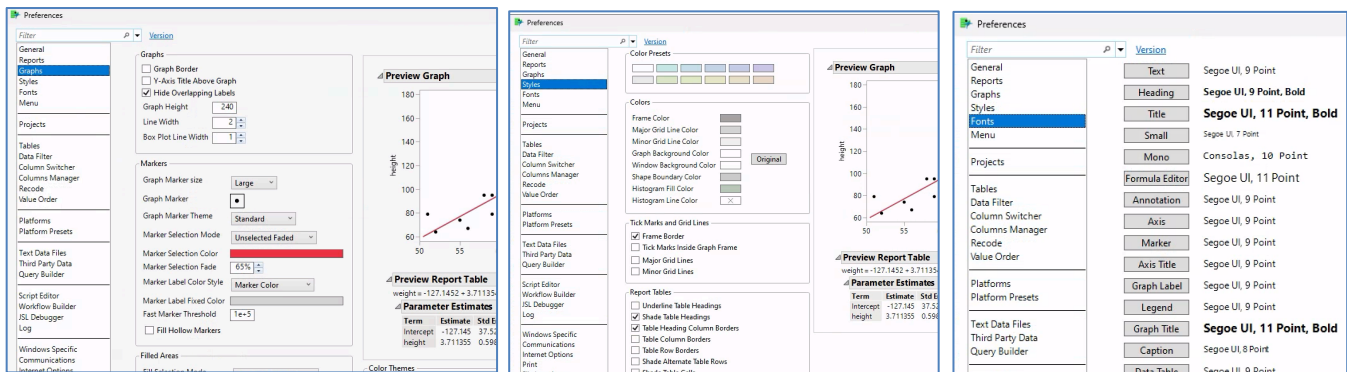 Preferences
Filter
Version
General
Reports
Graphs
Styles
Fonts
Menu
Projects
Tables
Data Filter
Column Switcher
Columns Manager
Recode
Value Order
Platforms
Platform Presets
Text Data Files
Third Party Data
Query Builder
Script Editor
Workflow Builder
JSL Debugger
Log
Windows Specific
Communications
Internet Options
Graphs
Graph Border
Y-Axis Title Above Graph
Hide Overlapping Labels
Graph Height 240
Line Width 2
Box Plot Line Width 1
Markers
Graph Marker size Large
Graph Marker
Graph Marker Theme Standard
Marker Selection Mode Unselected Faded
Marker Selection Color
Marker Selection Fade 65%
Marker Label Color Style Marker Color
Marker Label Fixed Color
Fast Marker Threshold 1e+5
Fill Hollow Markers
Filled Areas
Preview Graph
180
160
140
120
100
80
60
height
50 55
Preview Report Table
weight = -127.1452 + 3.71135
Parameter Estimates
Term Estimate Std E
Intercept -127.145 37.52
height 3.711355 0.598
Color Themes
Preferences
Filter
Version
General
Reports
Graphs
Styles
Fonts
Menu
Projects
Tables
Data Filter
Column Switcher
Columns Manager
Recode
Value Order
Platforms
Platform Presets
Text Data Files
Third Party Data
Query Builder
Script Editor
Workflow Builder
JSL Debugger
Log
Windows Specific
Communications
Internet Options
Print
Color Presets
Colors
Frame Color
Major Grid Line Color
Minor Grid Line Color
Graph Background Color
Window Background Color
Shape Boundary Color
Histogram Fill Color
Histogram Line Color
Original
Tick Marks and Grid Lines
Frame Border
Tick Marks Inside Graph Frame
Major Grid Lines
Minor Grid Lines
Report Tables
Underline Table Headings
Shade Table Headings
Table Heading Column Borders
Table Column Borders
Table Row Borders
Shade Alternate Table Rows
Preview Graph
180
160
140
120
100
80
60
height
50 55
Preview Report Table
weight = -127.1452 + 3.71135
Parameter Estimates
Term Estimate Std E
Intercept -127.145 37.52
height 3.711355 0.598
Preferences
Filter
Version
General
Reports
Graphs
Styles
Fonts
Menu
Projects
Tables
Data Filter
Column Switcher
Columns Manager
Recode
Value Order
Platforms
Platform Presets
Text Data Files
Third Party Data
Query Builder
Text Segoe UI, 9 Point
Heading Segoe UI, 9 Point, Bold
Title Segoe UI, 11 Point, Bold
Small Segoe UI, 7 Point
Mono Consolas, 10 Point
Formula Editor Segoe UI, 11 Point
Annotation Segoe UI, 9 Point
Axis Segoe UI, 9 Point
Marker Segoe UI, 9 Point
Axis Title Segoe UI, 9 Point
Graph Label Segoe UI, 9 Point
Legend Segoe UI, 9 Point
Graph Title Segoe UI, 11 Point, Bold
Caption Segoe UI, 8 Point
Data Table Segoe UI, 9 Point